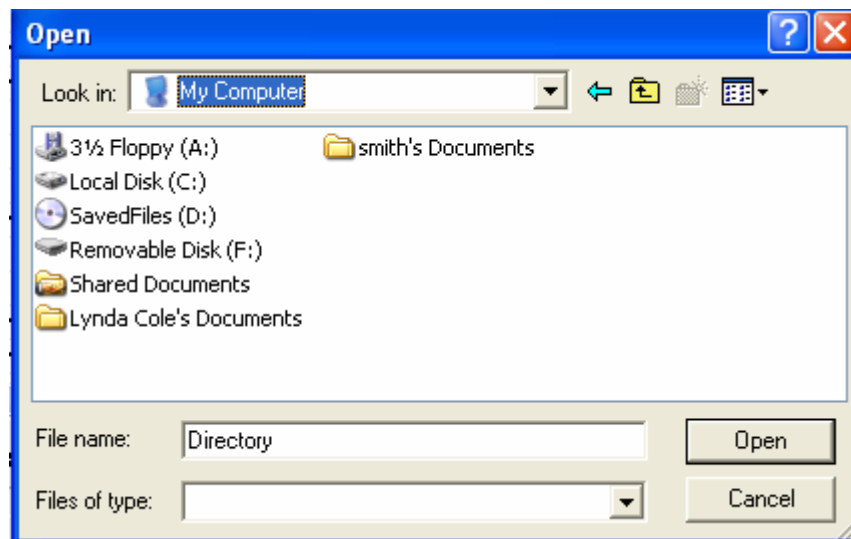 Open
Look in: My Computer
3½ Floppy (A:)
Local Disk (C:)
SavedFiles (D:)
Removable Disk (F:)
Shared Documents
Lynda Cole's Documents
smith's Documents
File name: Directory
Open
Files of type:
Cancel